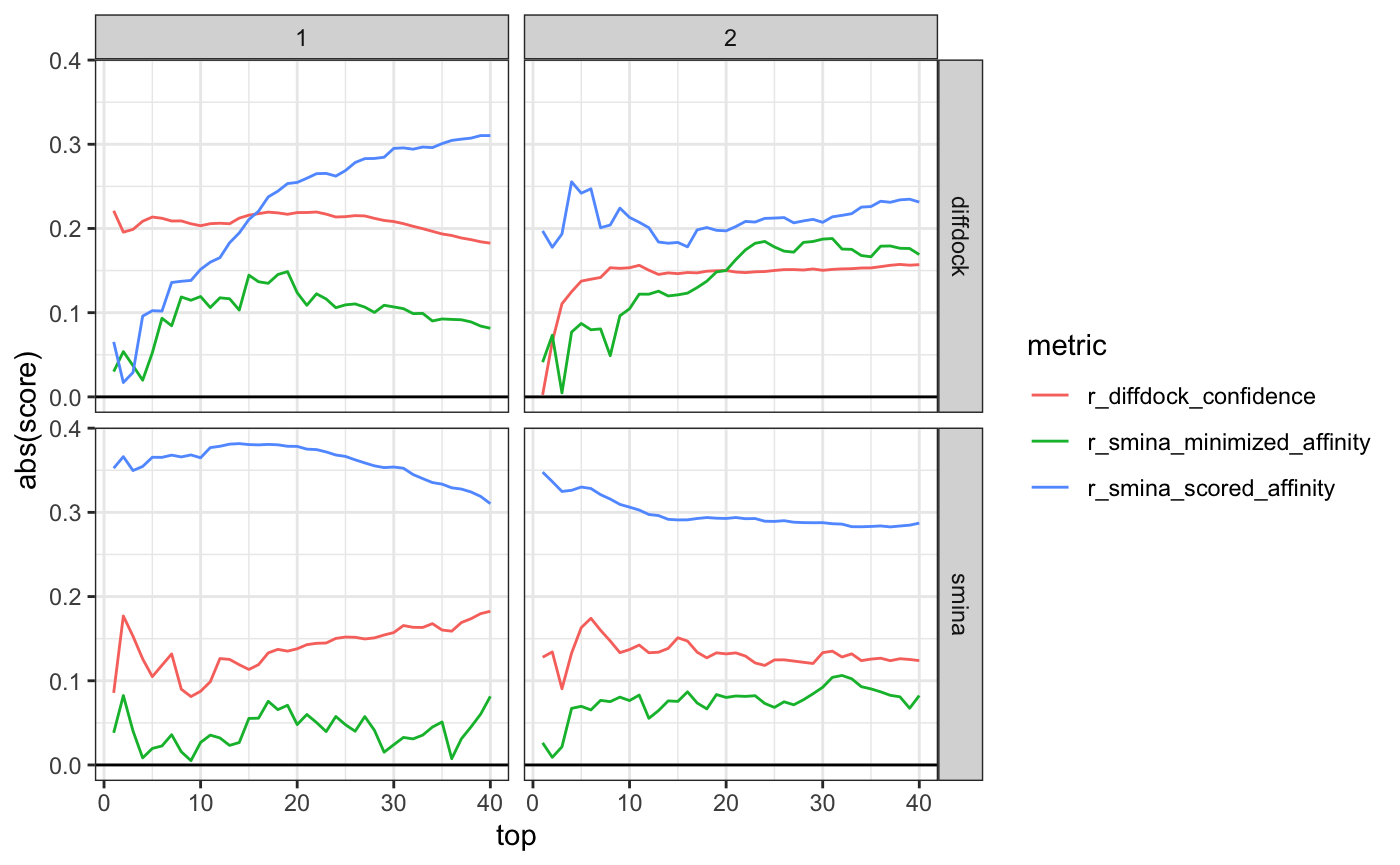 1
2
0.4
0.3
0.2
0.1
0.0
diffdock
0.4
0.3
0.2
0.1
0.0
smina
abs(score)
0 10 20 30 40
0 10 20 30 40
top
metric
r_diffdock_confidence
r_smina_minimized_affinity
r_smina_scored_affinity